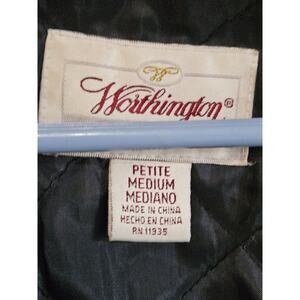 Worthington®
PETITE
MEDIUM
MEDIANO
MADE IN CHINA
HECHO EN CHINA
RN 11935